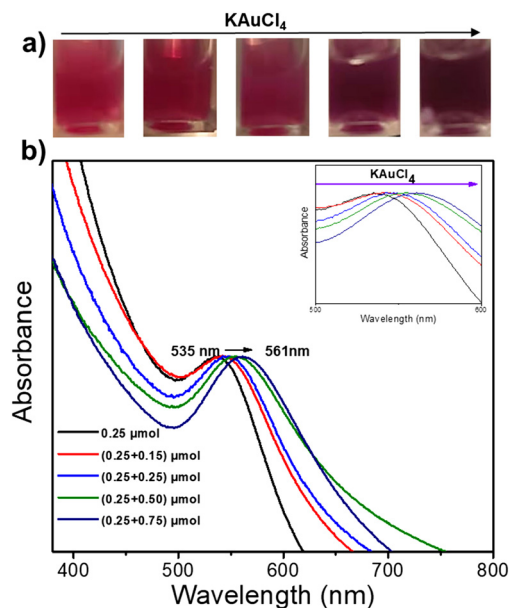 KAuCl4
a)
b)
KAuCl4
Absorbance
500
600
Wavelength (nm)
535 nm
561nm
Absorbance
0.25 µmol
(0.25+0.15) µmol
(0.25+0.25) µmol
(0.25+0.50) µmol
(0.25+0.75) µmol
400
500
600
700
800
Wavelength (nm)